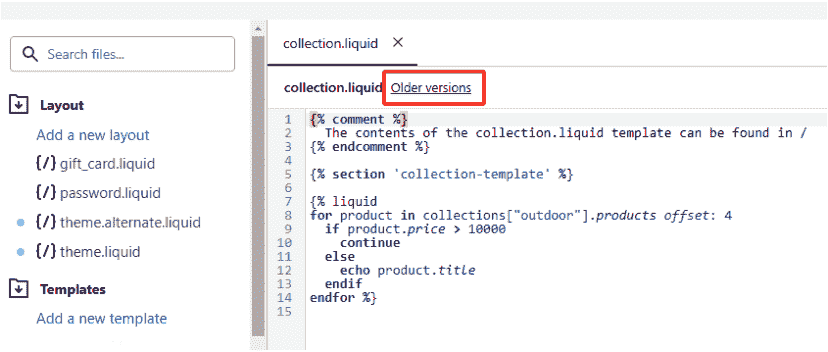 Search files...
Layout
Add a new layout
{/} gift_card.liquid
{/} password.liquid
{/} theme.alternate.liquid
{/} theme.liquid
Templates
Add a new template
collection.liquid ×
collection.liquid Older versions
1 {% comment %}
2 The contents of the collection.liquid template can be found in /
3 {% endcomment %}
4
5 {% section 'collection-template' %}
6
7 {% liquid
8 for product in collections["outdoor"].products offset: 4
9 if product.price > 10000
10 continue
11 else
12 echo product.title
13 endif
14 endfor %}
15